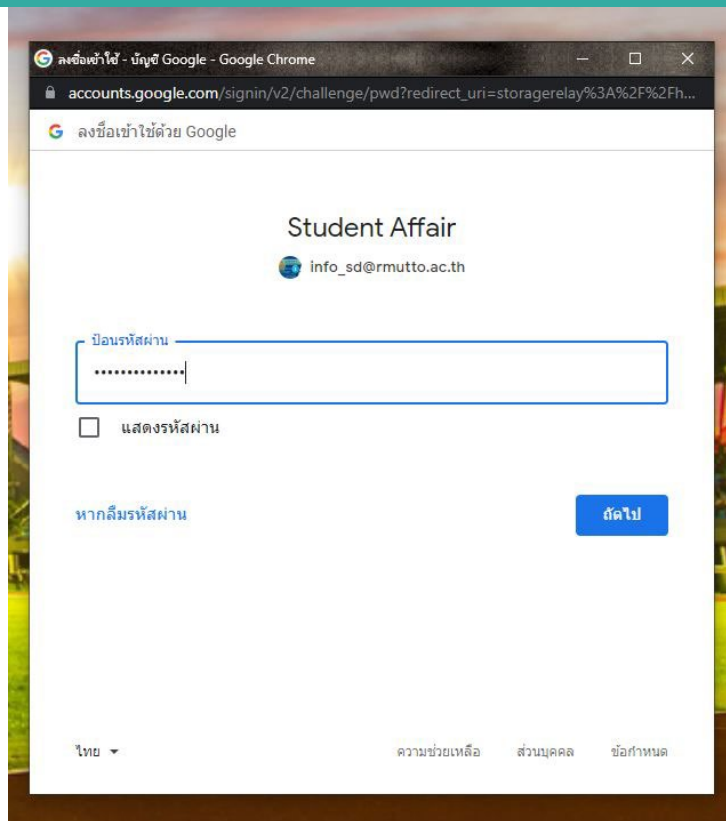 ลงชื่อเข้าใช้ - บัญชี Google - Google Chrome
accounts.google.com/signin/v2/challenge/pwd?redirect_uri=storagerelay%3A%2F%2Fh...
ลงชื่อเข้าใช้ด้วย Google
Student Affair
info_sd@rmutto.ac.th
ป้อนรหัสผ่าน
••••••••••••••
แสดงรหัสผ่าน
หากลืมรหัสผ่าน
ถัดไป
ไทย
ความช่วยเหลือ ส่วนบุคคล ข้อกำหนด